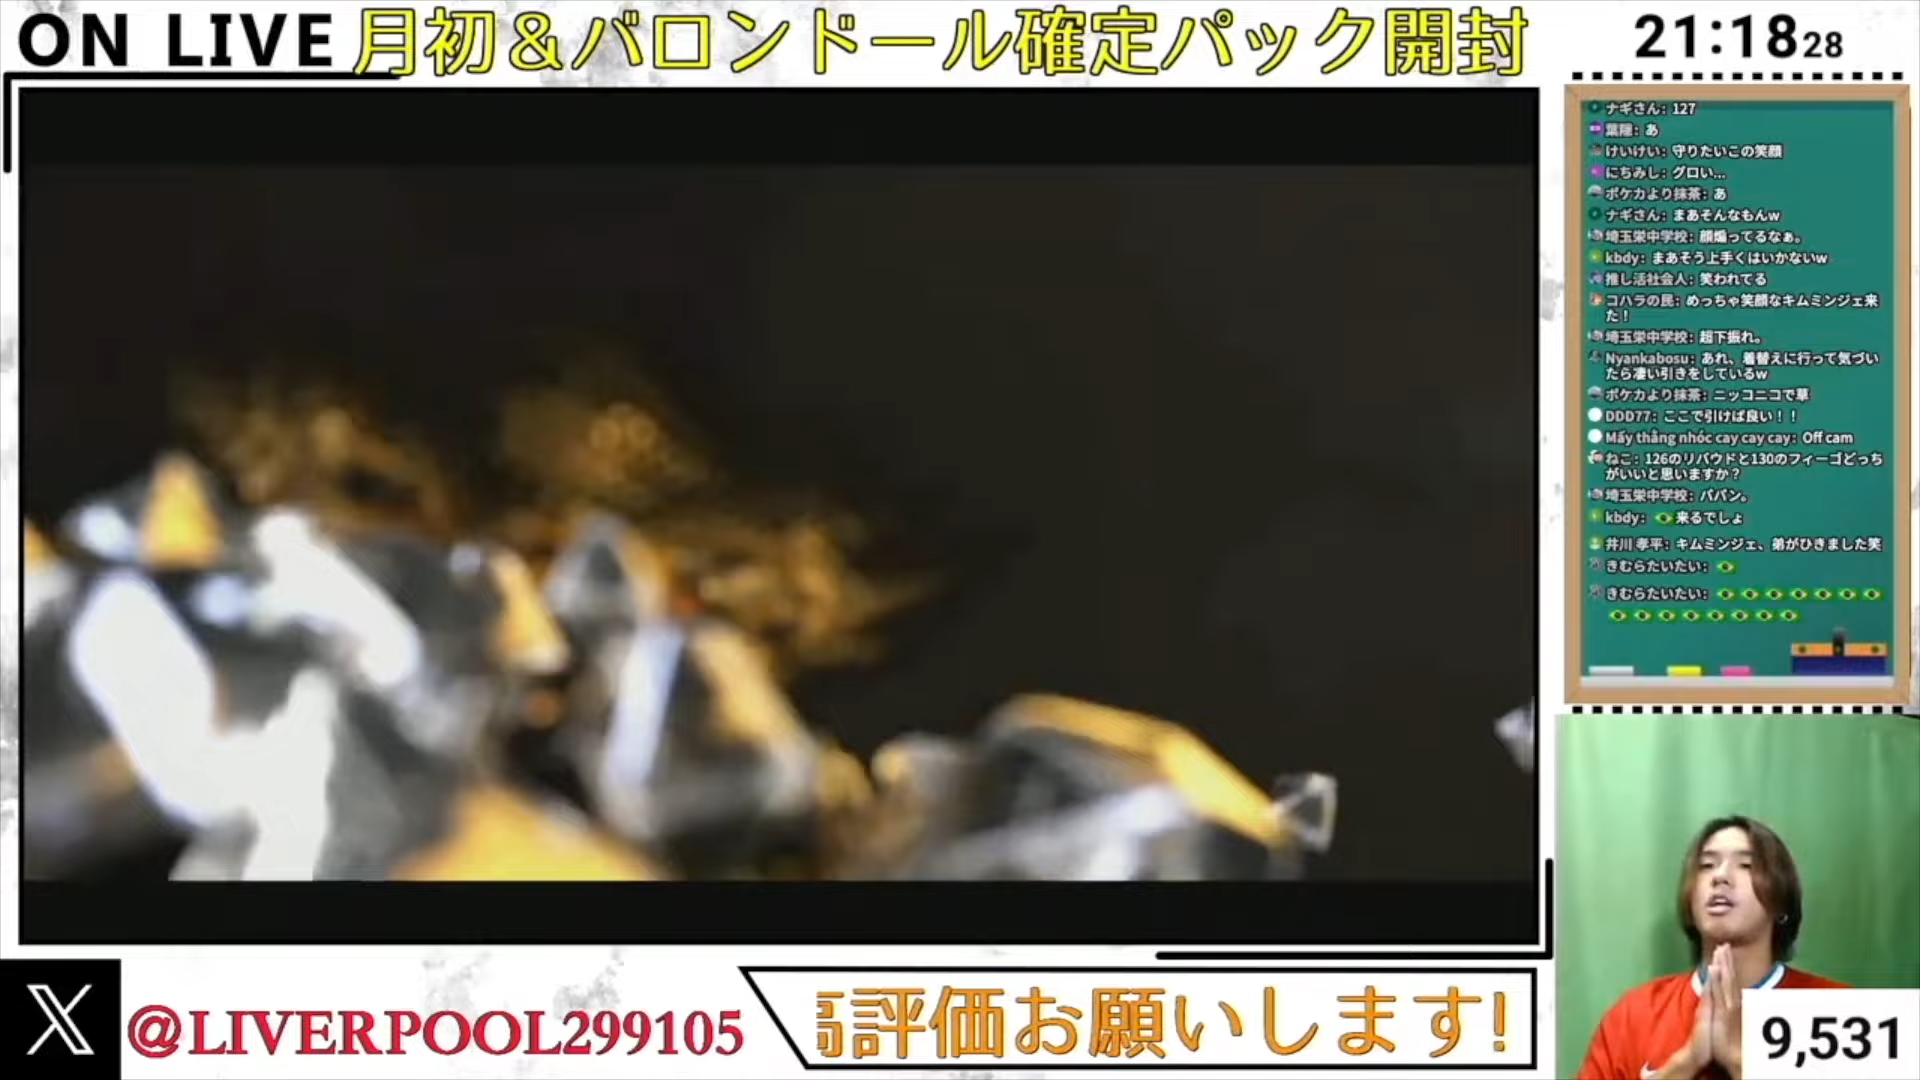 ON LIVE 月初&バロンドール確定パック開封
21:18 28
ナギさん: 127
葉隠: あ
けいけい: 守りたいこの笑顔
にちみし: グロい...
ポケカより抹茶: あ
ナギさん: まあそんなもんw
埼玉栄中学校: 顔煽ってるなぁ。
kbdy: まあそう上手くはいかないw
推し活社会人: 笑われてる
コハラの民: めっちゃ笑顔なキムミンジェ来
た!
埼玉栄中学校: 超下振れ。
Nyankabosu: あれ、着替えに行って気づい
たら凄い引きをしているw
ポケカより抹茶: ニッコニコで草
DDD77: ここで引けば良い!!
Mấy thằng nhóc cay cay cay: Off cam
ねこ: 126のリバウドと130のフィーゴどっち
がいいと思いますか?
埼玉栄中学校: ババン。
kbdy: 🇧🇷来るでしょ
井川 孝平: キムミンジェ、弟がひきました笑
きむらたいたい: 🇧🇷
きむらたいたい: 🇧🇷🇧🇷🇧🇷🇧🇷🇧🇷🇧🇷🇧🇷
🇧🇷🇧🇷🇧🇷🇧🇷🇧🇷🇧🇷🇧🇷🇧🇷
@LIVERPOOL299105
高評価お願いします!
9,531